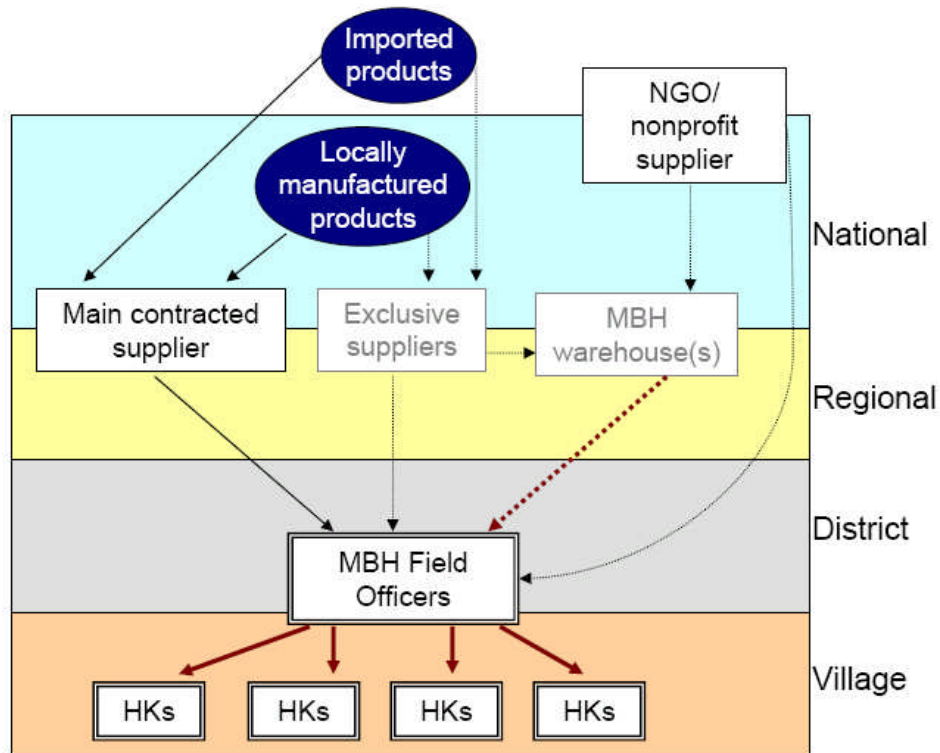 Imported
products
NGO/
nonprofit
supplier
Locally
manufactured
products
National
Main contracted
supplier
Exclusive
suppliers
MBH
warehouse(s)
Regional
District
MBH Field
Officers
Village
HKs
HKs
HKs
HKs